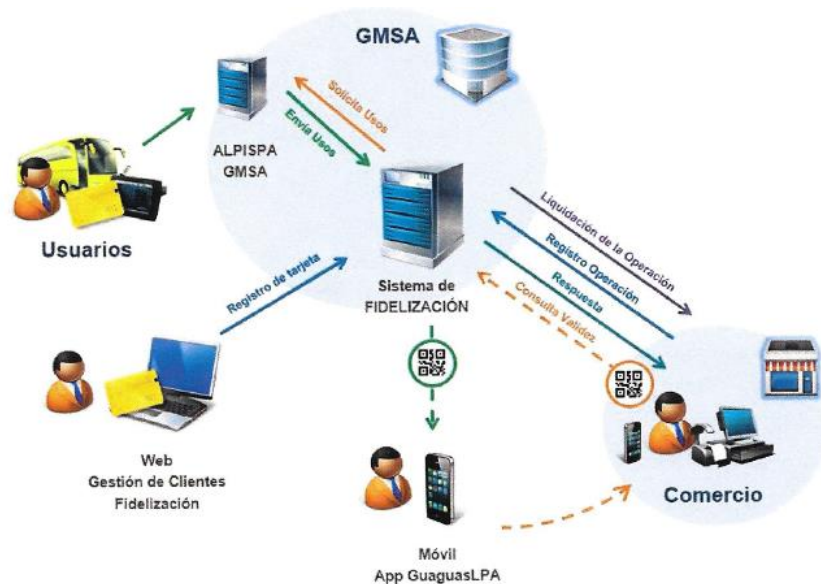 GMSA
Solicita Usos
Envía Usos
ALPISPA
GMSA
Usuarios
Liquidación de la Operación
Registro Operación
Respuesta
Consulta Validez
Registro de tarjeta
Sistema de
FIDELIZACIÓN
Web
Gestión de Clientes
Fidelización
Móvil
App GuaguasLPA
Comercio